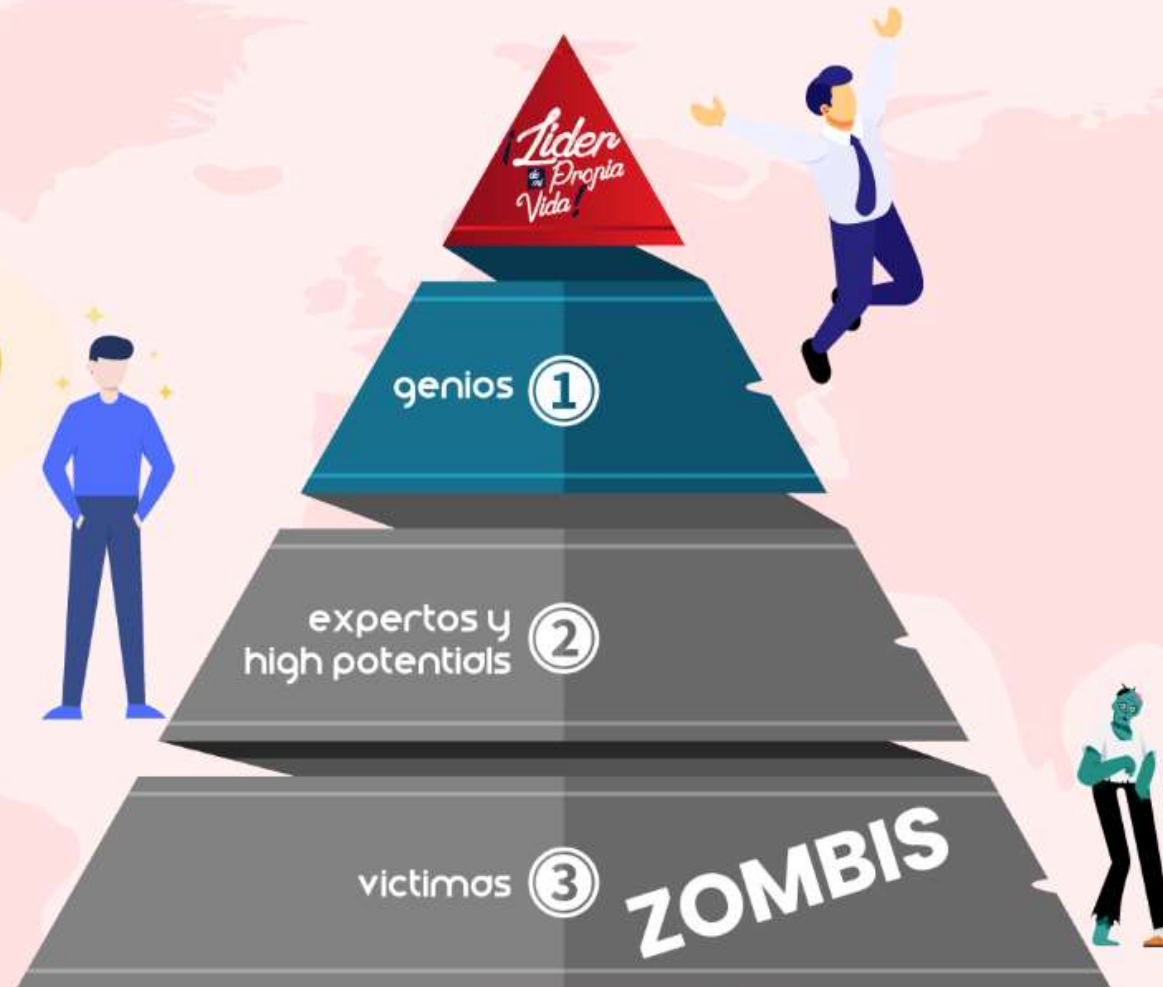 ¡Lider
de mi Propia
Vida!
genios 1
expertos y
high potentials
2
victimas 3
ZOMBIS